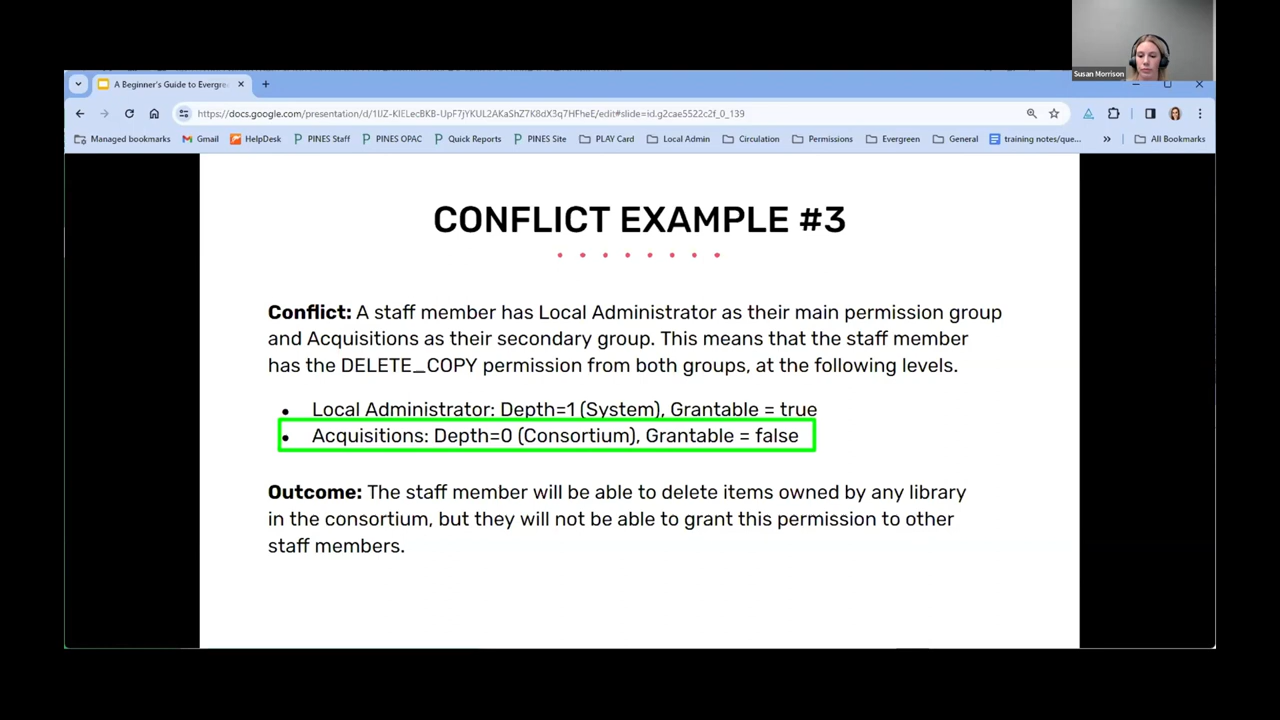 Susan Morrison
A Beginner's Guide to Evergre
https://docs.google.com/presentation/d/1UZ-KIELecBKB-UpF7jYKUL2AKaShZ7K8dX3q7HFheE/edit#slide=id.g2cae5522c2f_0_139
Managed bookmarks Gmail HelpDesk PINES Staff PINES OPAC Quick Reports PINES Site PLAY Card Local Admin Circulation Permissions Evergreen General training notes/que... » All Bookmarks
CONFLICT EXAMPLE #3
Conflict: A staff member has Local Administrator as their main permission group
and Acquisitions as their secondary group. This means that the staff member
has the DELETE_COPY permission from both groups, at the following levels.
• Local Administrator: Depth=1 (System), Grantable = true
• Acquisitions: Depth=0 (Consortium), Grantable = false
Outcome: The staff member will be able to delete items owned by any library
in the consortium, but they will not be able to grant this permission to other
staff members.